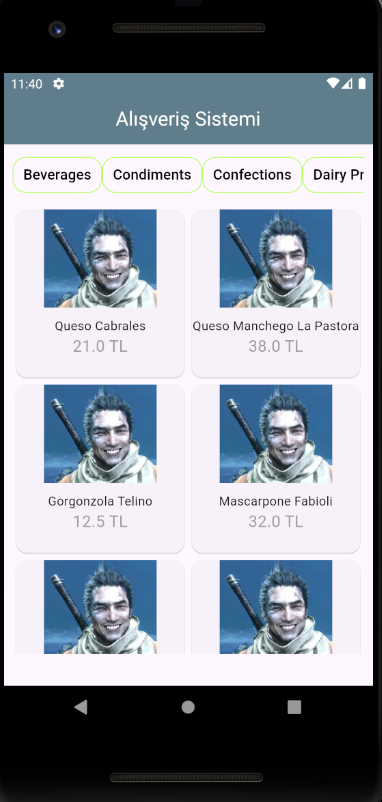 11:40
Alışveriş Sistemi
Beverages Condiments Confections Dairy Pr
Queso Cabrales
21.0 TL
Queso Manchego La Pastora
38.0 TL
Gorgonzola Telino
12.5 TL
Mascarpone Fabioli
32.0 TL